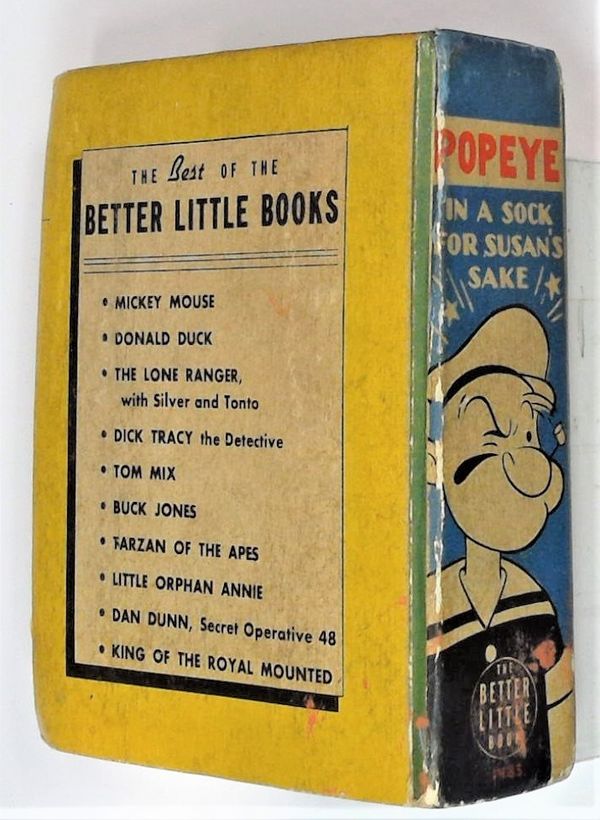 THE Best OF THE
BETTER LITTLE BOOKS
• MICKEY MOUSE
• DONALD DUCK
• THE LONE RANGER,
with Silver and Tonto
• DICK TRACY the Detective
• TOM MIX
• BUCK JONES
• TARZAN OF THE APES
• LITTLE ORPHAN ANNIE
• DAN DUNN, Secret Operative 48
• KING OF THE ROYAL MOUNTED
POPEYE
IN A SOCK
FOR SUSAN'S
SAKE
THE
BETTER
LITTLE
BOOK